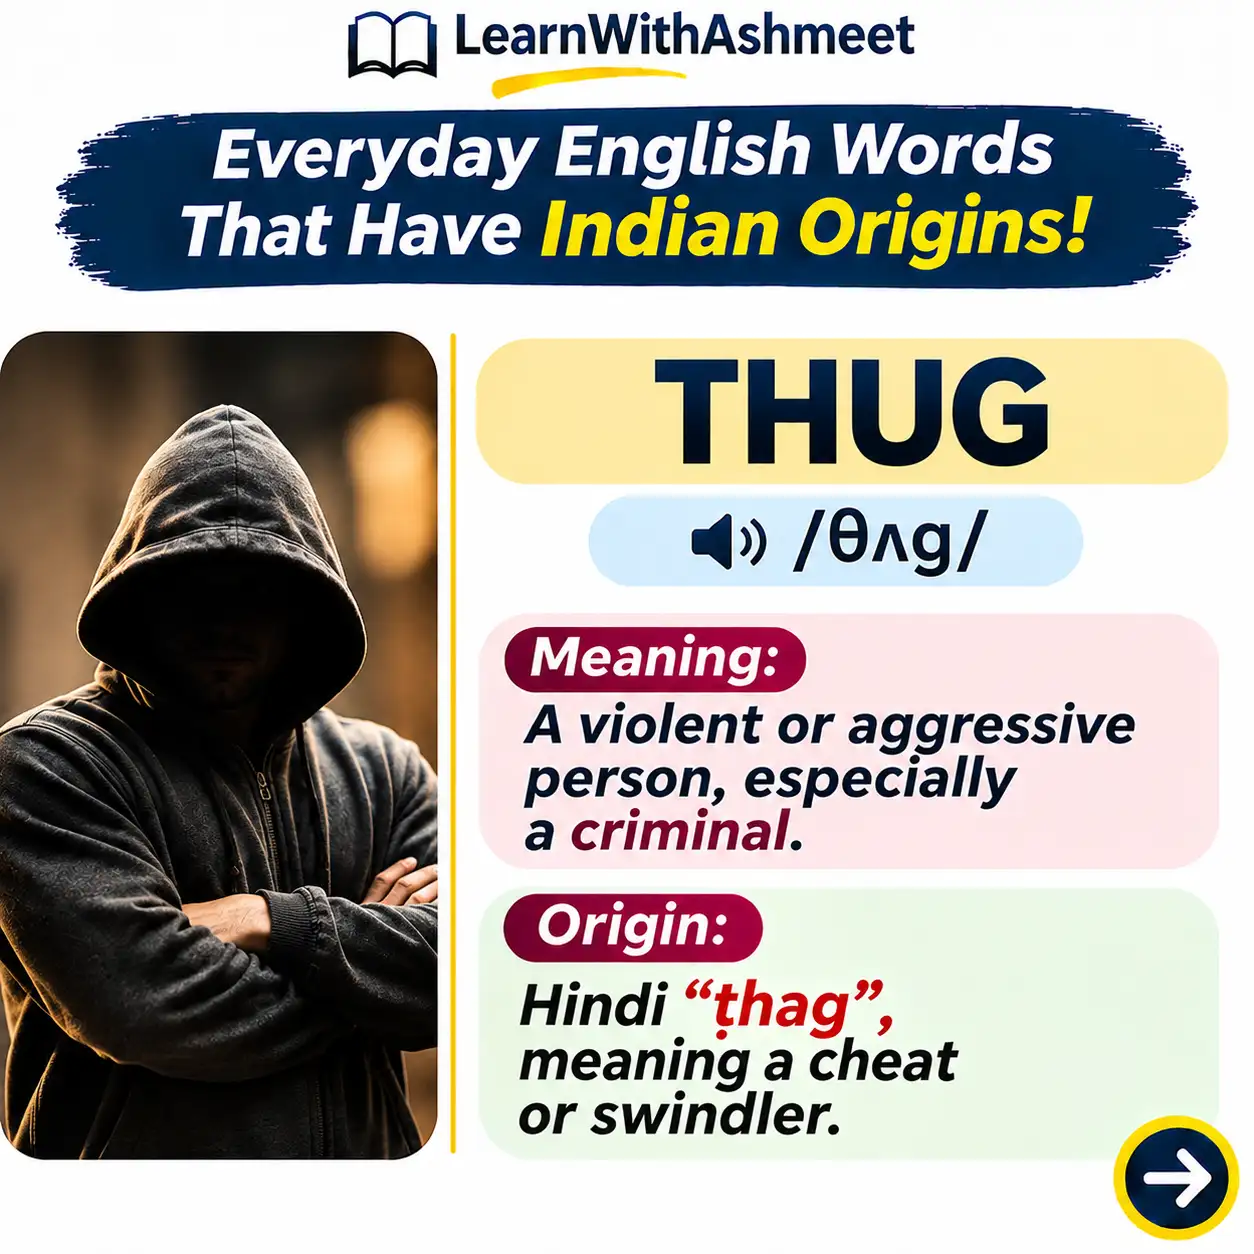 LearnWithAshmeet
Everyday English Words
That Have Indian Origins!
THUG
/θʌg/
Meaning:
A violent or aggressive
person, especially
a criminal.
Origin:
Hindi “ṭhag”,
meaning a cheat
or swindler.